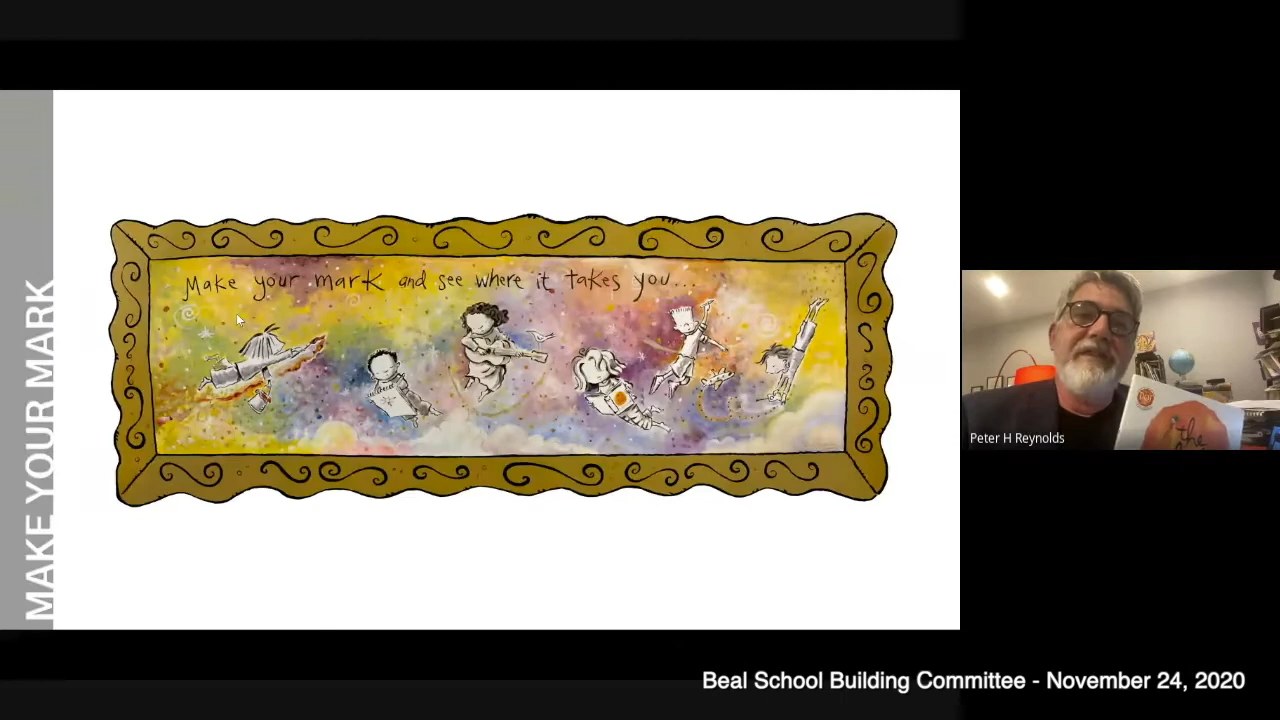 MAKE YOUR MARK
Make your mark and see where it takes you...
Peter H Reynolds
the
Beal School Building Committee - November 24, 2020